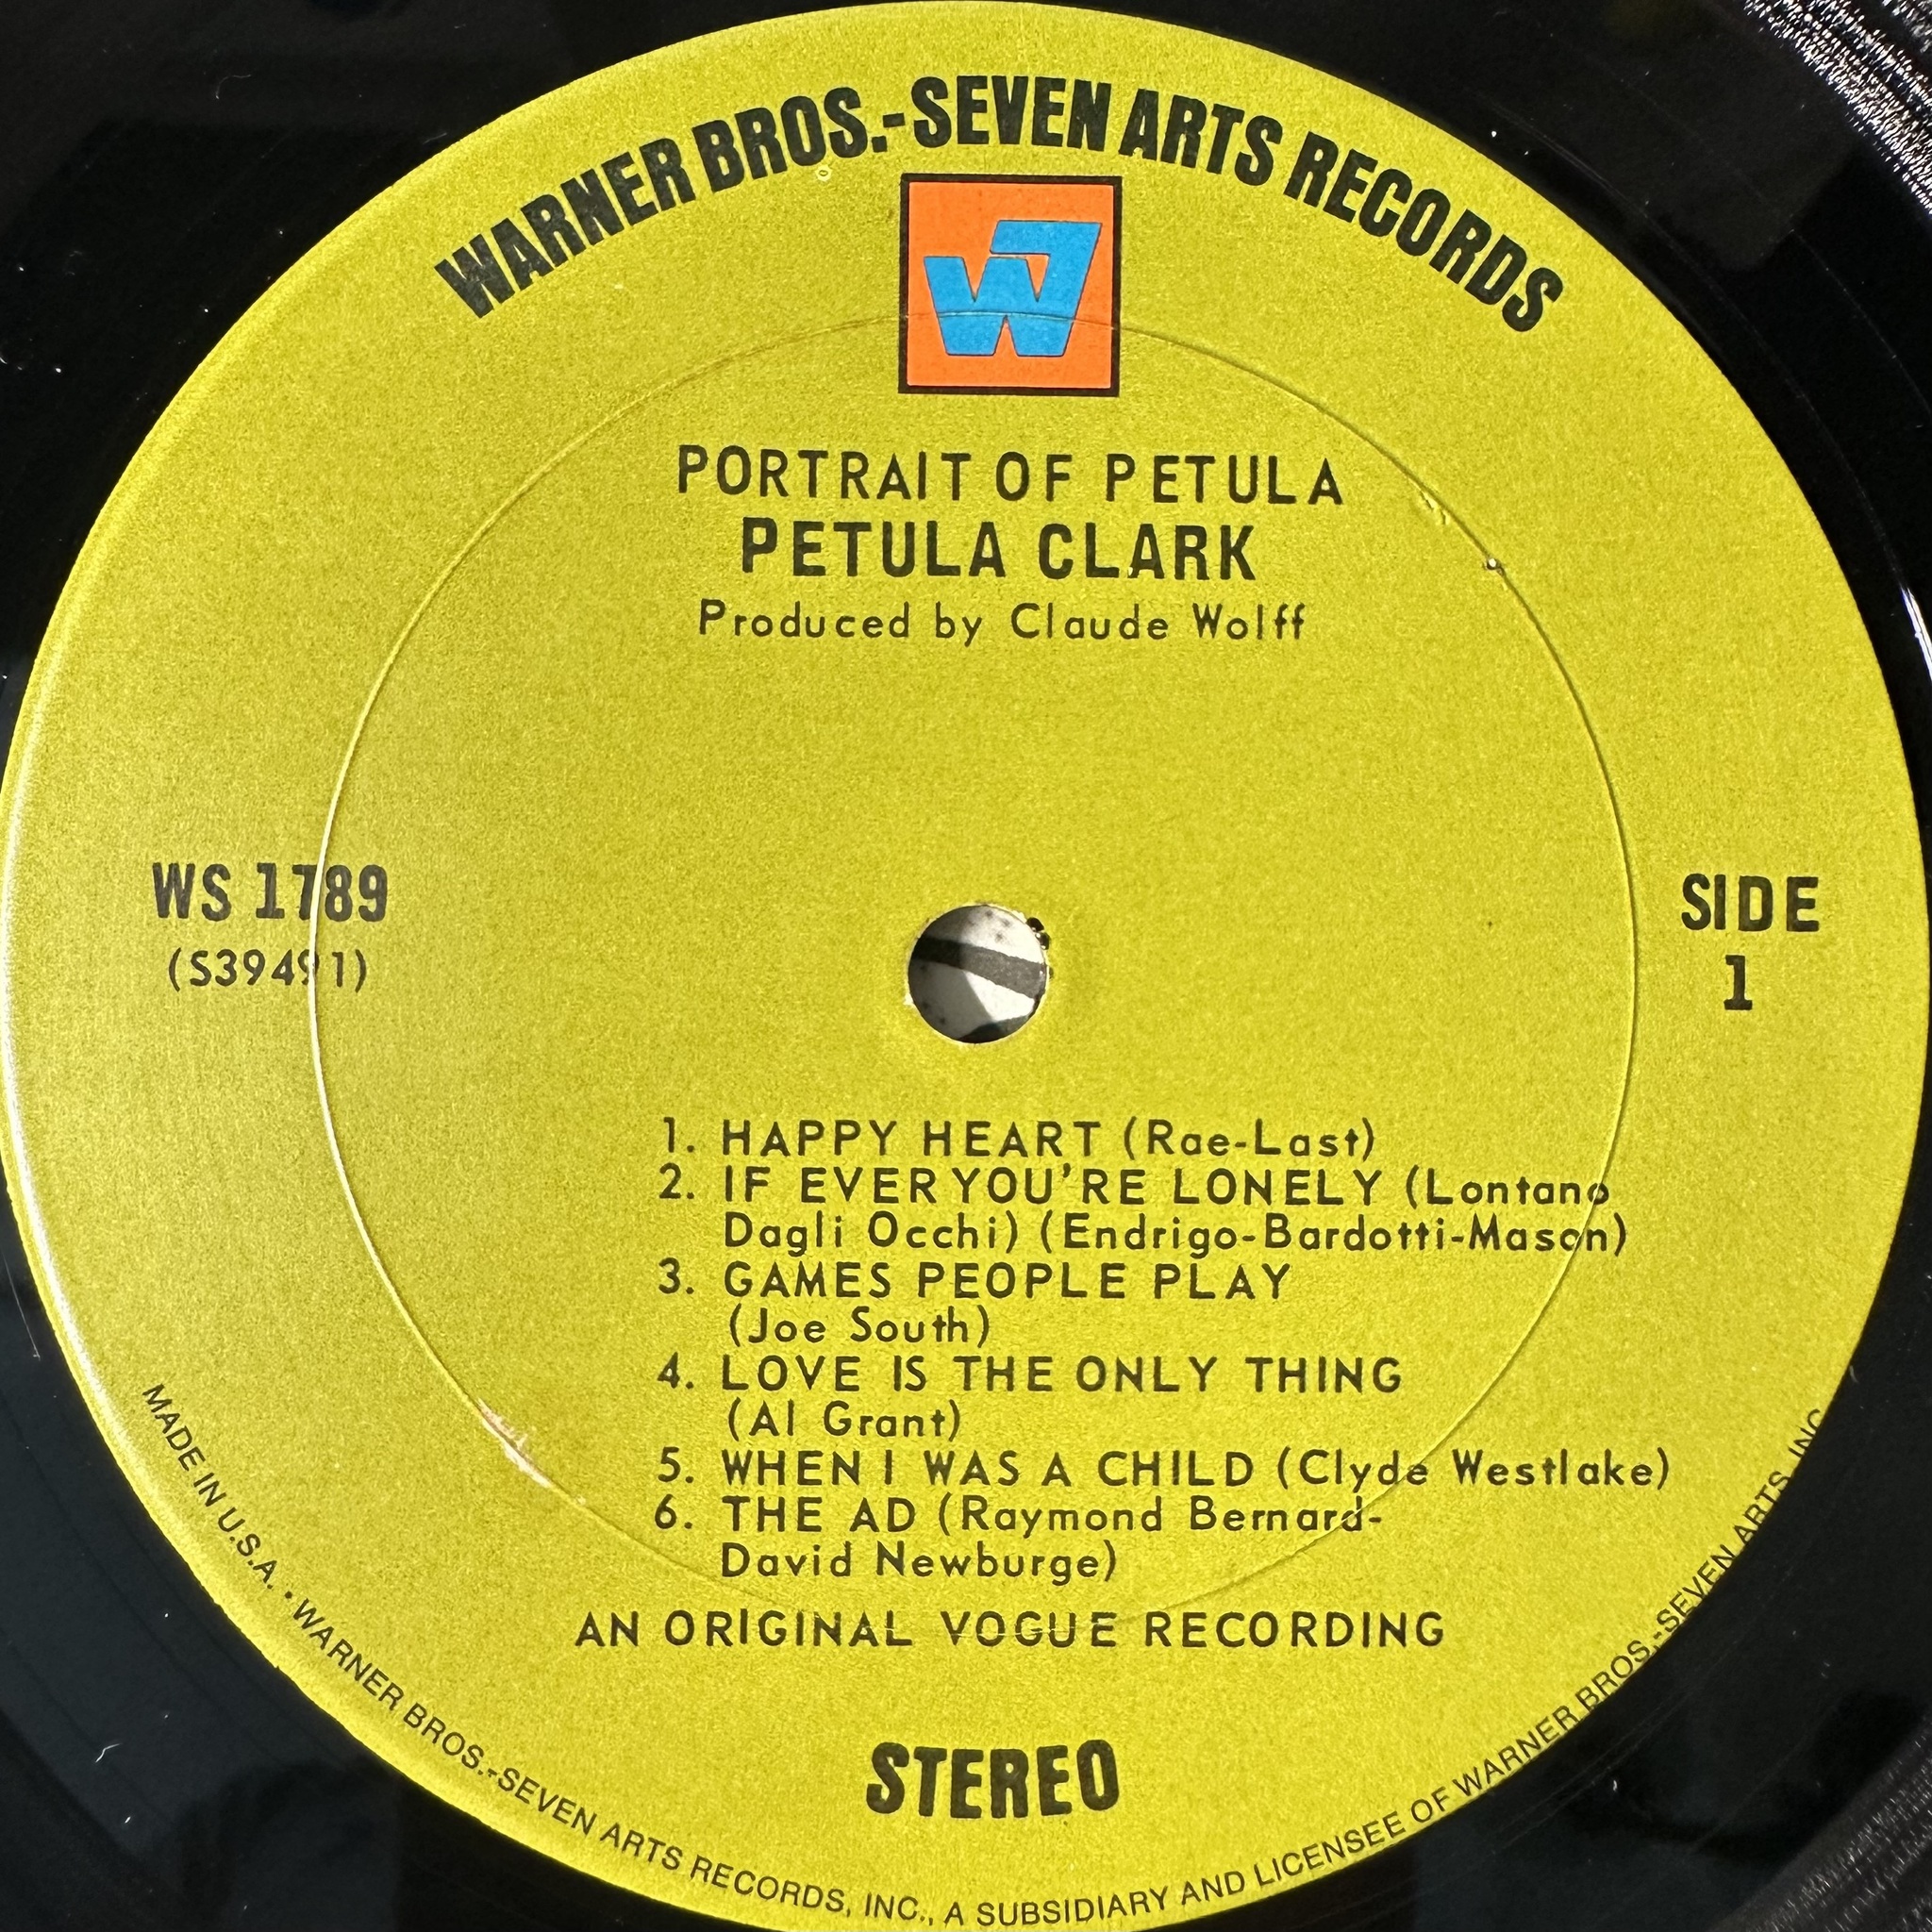 WARNER BROS.-SEVEN ARTS RECORDS
W7
PORTRAIT OF PETULA
PETULA CLARK
Produced by Claude Wolff
WS 1789
(S39491)
SIDE
1
1. HAPPY HEART (Rae-Last)
2. IF EVER YOU'RE LONELY (Lontano
Dagli Occhi) (Endrigo-Bardotti-Mason)
3. GAMES PEOPLE PLAY
(Joe South)
4. LOVE IS THE ONLY THING
(Al Grant)
5. WHEN I WAS A CHILD (Clyde Westlake)
6. THE AD (Raymond Bernard-
David Newburge)
AN ORIGINAL VOGUE RECORDING
STEREO
MADE IN U.S.A. • WARNER BROS.-SEVEN ARTS RECORDS, INC., A SUBSIDIARY AND LICENSEE OF WARNER BROS.-SEVEN ARTS, INC.